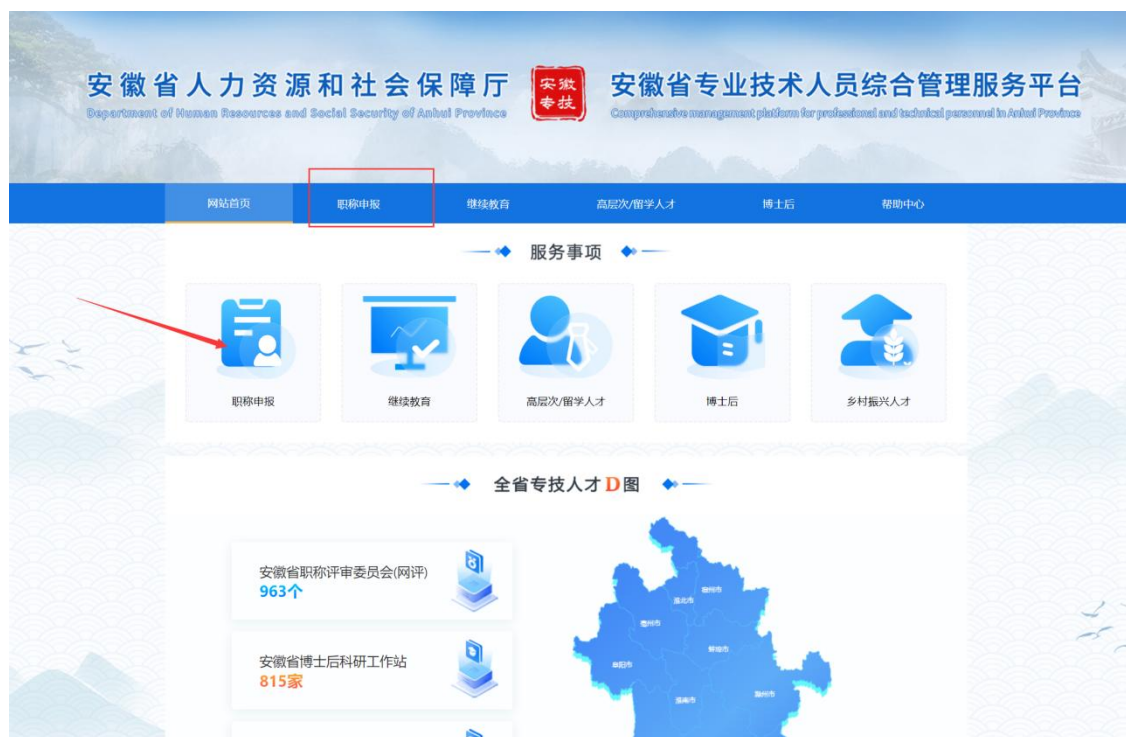 安徽省人力资源和社会保障厅
Department of Human Resources and Social Security of Anhui Province
安徽
专技
安徽省专业技术人员综合管理服务平台
Comprehensive management platform for professional and technical personnel in Anhui Province
网站首页
职称申报
继续教育
高层次/留学人才
博士后
帮助中心
服务事项
职称申报
继续教育
高层次/留学人才
博士后
乡村振兴人才
全省专技人才D图
安徽省职称评审委员会(网评)
963个
安徽省博士后科研工作站
815家
宿州市
淮北市
亳州市
蚌埠市
阜阳市
淮南市
滁州市